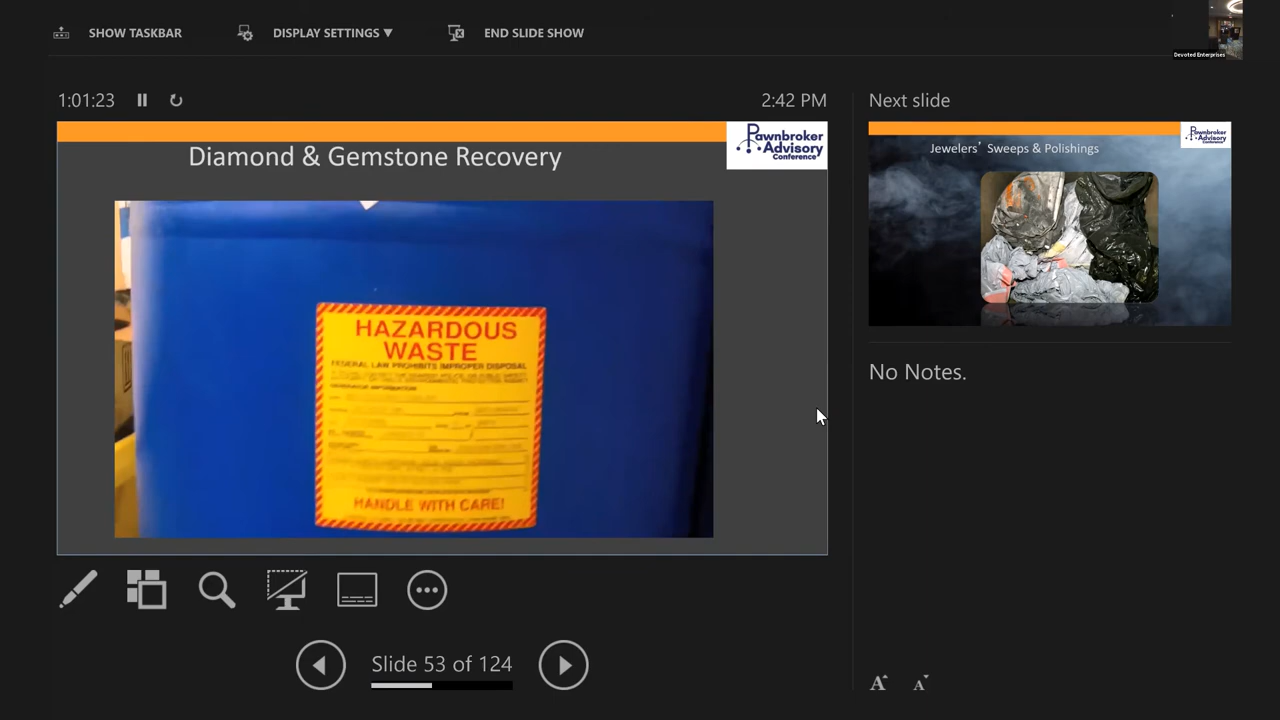 SHOW TASKBAR
DISPLAY SETTINGS ▼
END SLIDE SHOW
Devoted Enterprises
1:01:23
2:42 PM
Next slide
Diamond & Gemstone Recovery
Pawnbroker
Advisory
Conference
Jewelers’ Sweeps & Polishings
Pawnbroker
Advisory
Conference
HAZARDOUS
WASTE
FEDERAL LAW PROHIBITS IMPROPER DISPOSAL
HANDLE WITH CARE!
No Notes.
Slide 53 of 124
A A